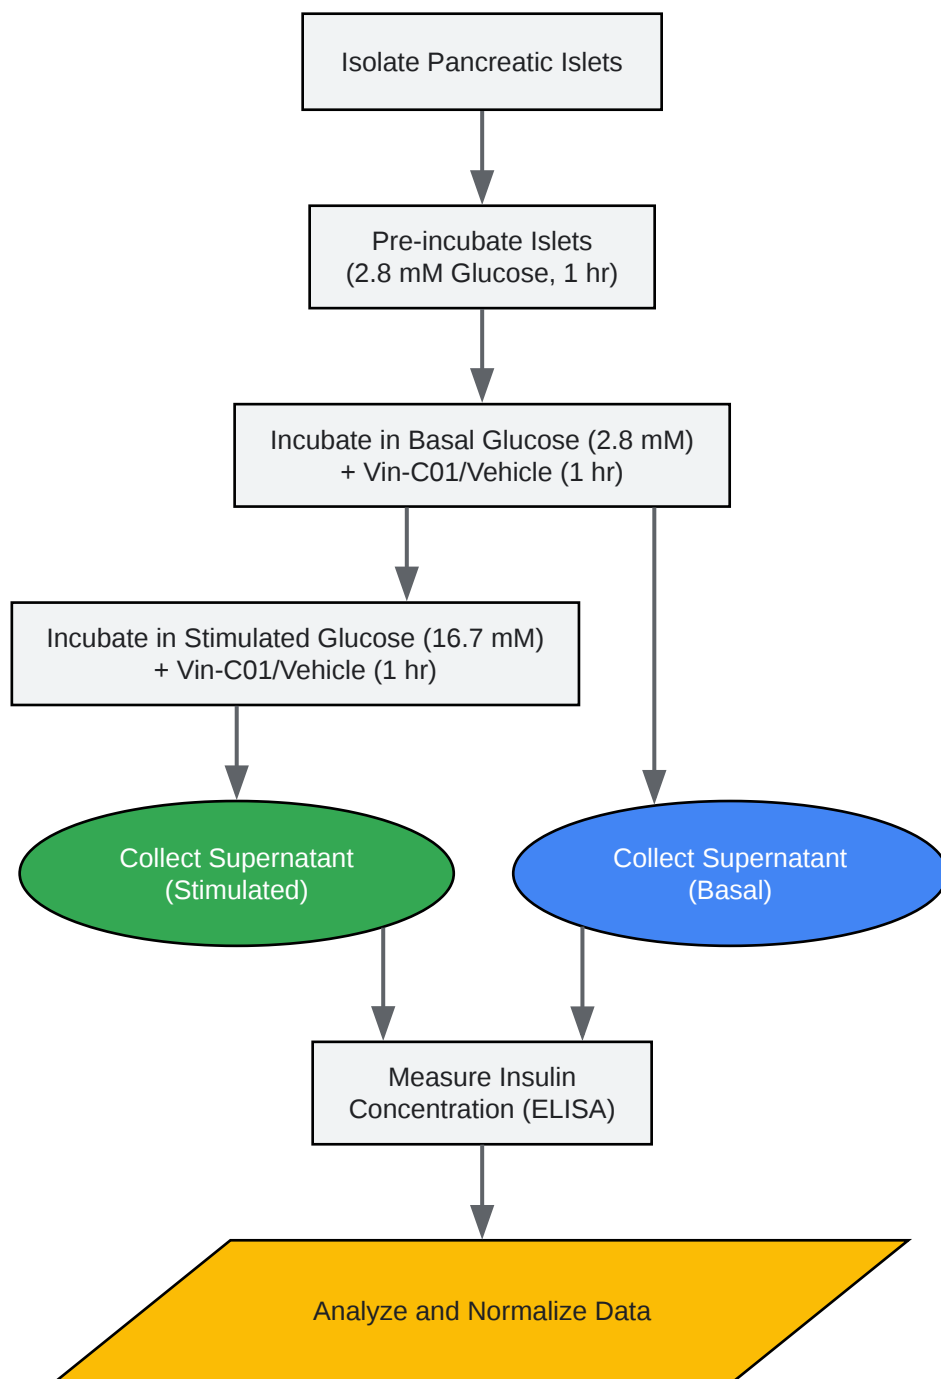 Isolate Pancreatic Islets
Pre-incubate Islets
(2.8 mM Glucose, 1 hr)
Incubate in Basal Glucose (2.8 mM)
+ Vin-C01/Vehicle (1 hr)
Incubate in Stimulated Glucose (16.7 mM)
+ Vin-C01/Vehicle (1 hr)
Collect Supernatant
(Stimulated)
Collect Supernatant
(Basal)
Measure Insulin
Concentration (ELISA)
Analyze and Normalize Data